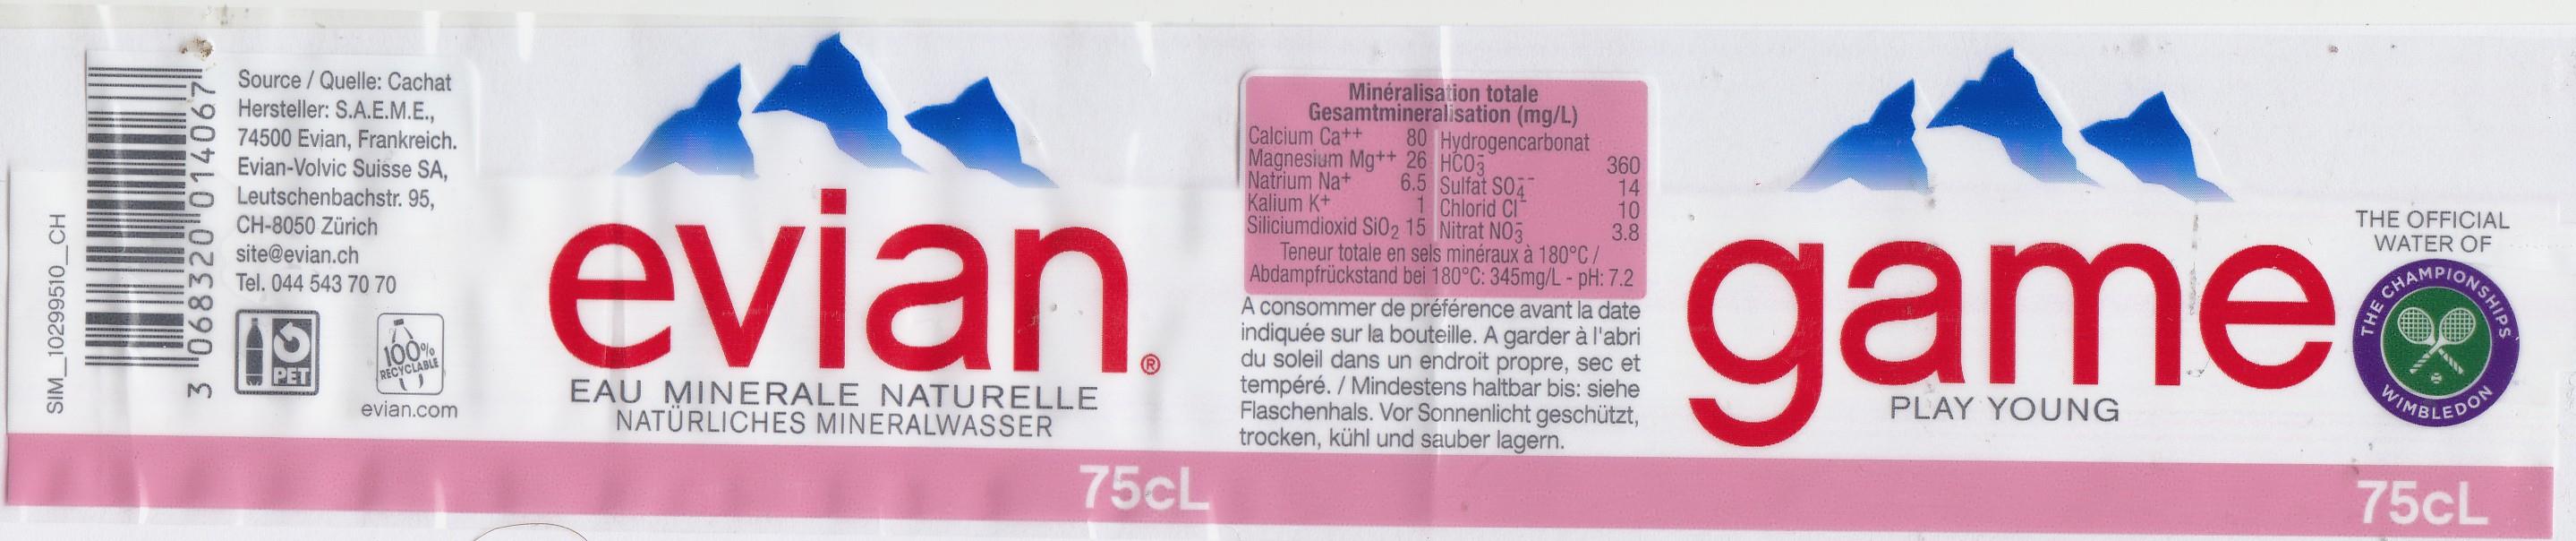 SIM_10299510_CH
3 068320 014067
Source / Quelle: Cachat
Hersteller: S.A.E.M.E.,
74500 Evian, Frankreich.
Evian-Volvic Suisse SA,
Leutschenbachstr. 95,
CH-8050 Zürich
site@evian.ch
Tel. 044 543 70 70
PET
100%
RECYCLABLE
evian.com
evian®
EAU MINERALE NATURELLE
NATÜRLICHES MINERALWASSER
75cL
Minéralisation totale
Gesamtmineralisation (mg/L)
Calcium Ca++ 80
Magnesium Mg++ 26
Natrium Na+ 6.5
Kalium K+ 1
Siliciumdioxid SiO2 15
Hydrogencarbonat
HCO3- 360
Sulfat SO4-- 14
Chlorid Cl- 10
Nitrat NO3- 3.8
Teneur totale en sels minéraux à 180°C /
Abdampfrückstand bei 180°C: 345mg/L - pH: 7.2
A consommer de préférence avant la date
indiquée sur la bouteille. A garder à l'abri
du soleil dans un endroit propre, sec et
tempéré. / Mindestens haltbar bis: siehe
Flaschenhals. Vor Sonnenlicht geschützt,
trocken, kühl und sauber lagern.
game
PLAY YOUNG
THE OFFICIAL
WATER OF
THE CHAMPIONSHIPS
WIMBLEDON
75cL